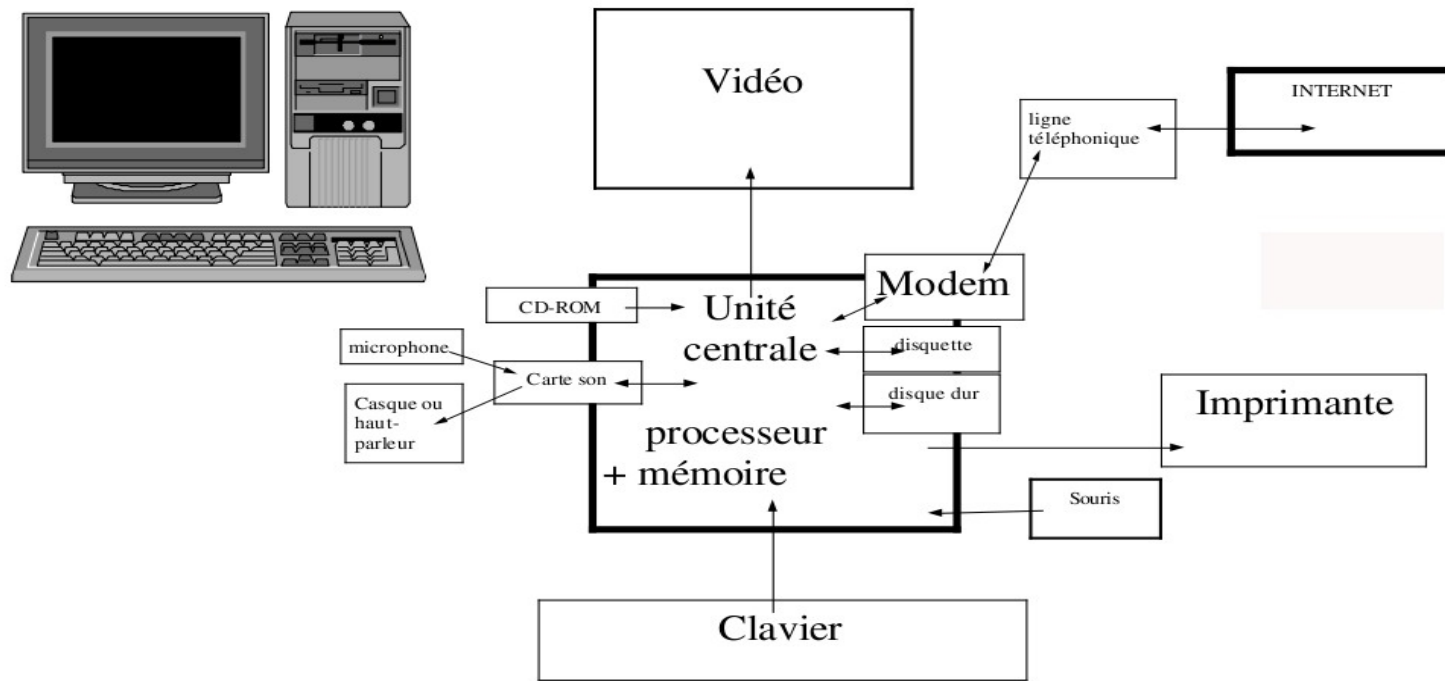 Vidéo
INTERNET
ligne
téléphonique
Modem
CD-ROM
Unité
centrale
disquette
microphone
Carte son
disque dur
Casque ou
haut-
parleur
Imprimante
processeur
+ mémoire
Souris
Clavier